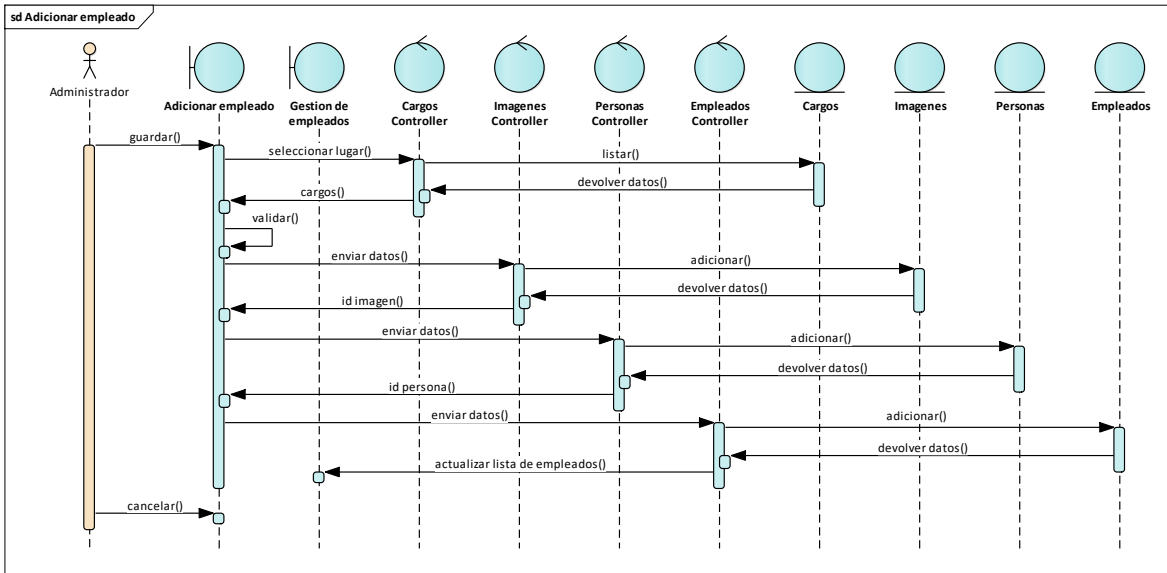 sd Adicionar empleado
Administrador
Adicionar empleado
Gestion de
empleados
Cargos
Controller
Imagenes
Controller
Personas
Controller
Empleados
Controller
Cargos
Imagenes
Personas
Empleados
guardar()
seleccionar lugar()
listar()
devolver datos()
cargos()
validar()
enviar datos()
adicionar()
devolver datos()
id imagen()
enviar datos()
adicionar()
devolver datos()
id persona()
enviar datos()
adicionar()
devolver datos()
actualizar lista de empleados()
cancelar()